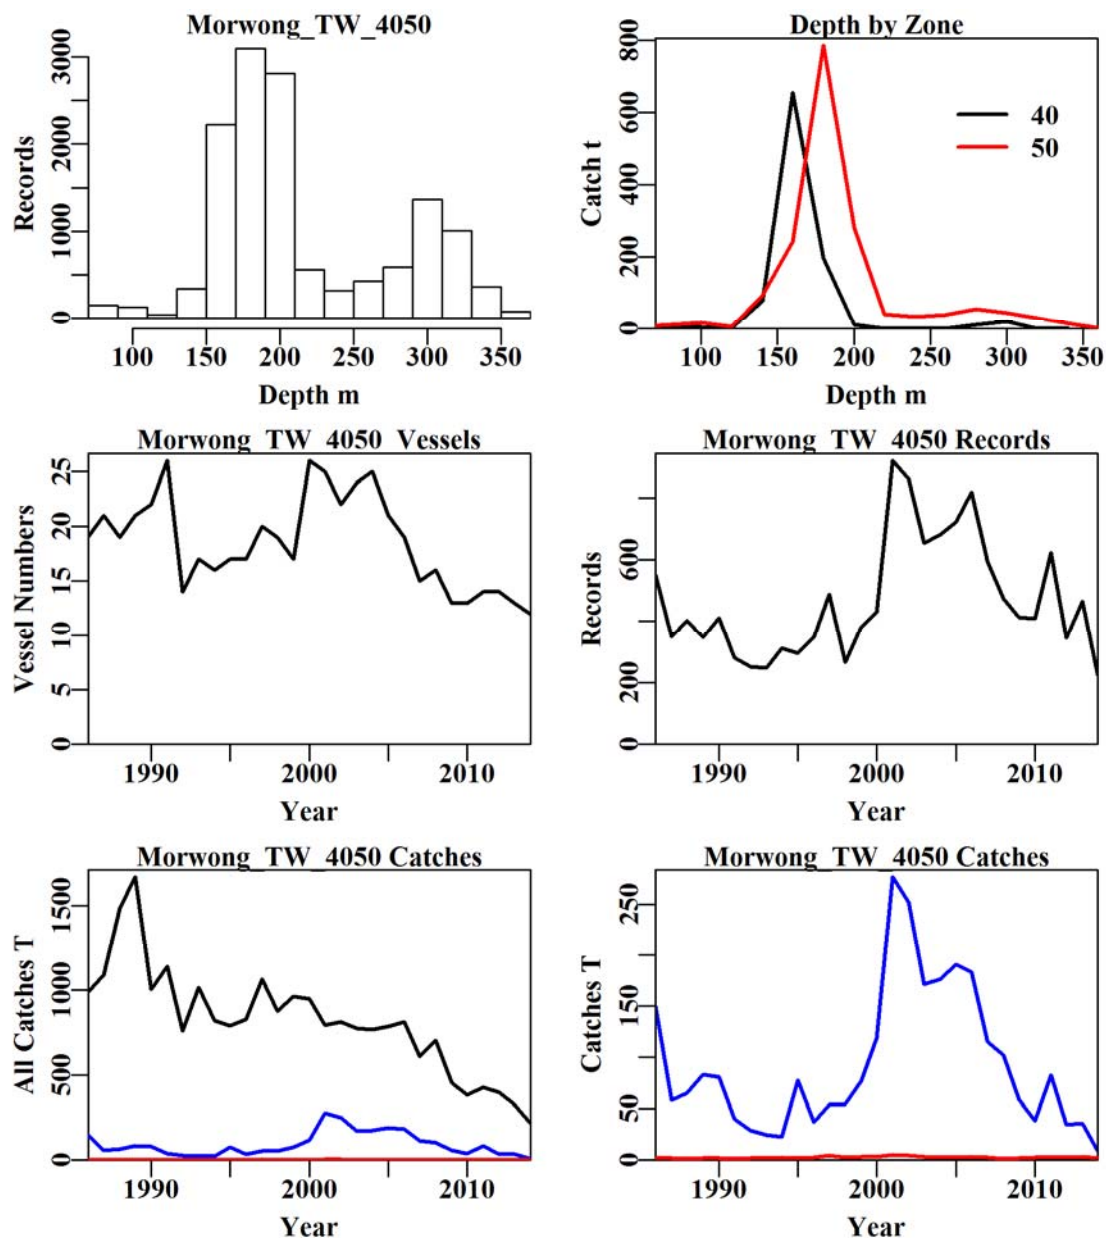 Morwong_TW_4050
Records
0 1000 2000 3000
100 150 200 250 300 350
Depth m
Depth by Zone
Catch t
0 200 400 600 800
40
50
100 150 200 250 300 350
Depth m
Morwong_TW_4050_Vessels
Vessel Numbers
0 5 10 15 20 25
1990 2000 2010
Year
Morwong_TW_4050 Records
Records
0 200 600
1990 2000 2010
Year
Morwong_TW_4050 Catches
All Catches T
0 500 1000 1500
1990 2000 2010
Year
Morwong_TW_4050 Catches
Catches T
0 50 150 250
1990 2000 2010
Year